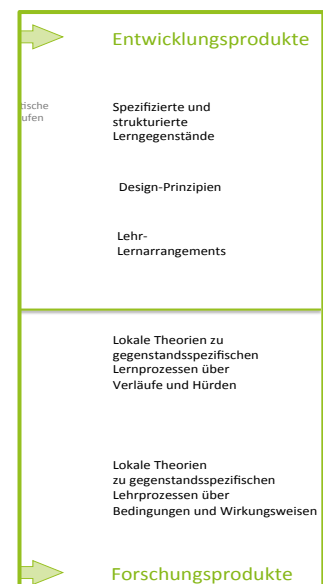 Entwicklungsprodukte
Spezifizierte und
strukturierte
Lerngegenstände
Design-Prinzipien
Lehr-
Lernarrangements
Lokale Theorien zu
gegenstandsspezifischen
Lernprozessen über
Verläufe und Hürden
Lokale Theorien
zu gegenstandsspezifischen
Lehrprozessen über
Bedingungen und Wirkungsweisen
Forschungsprodukte